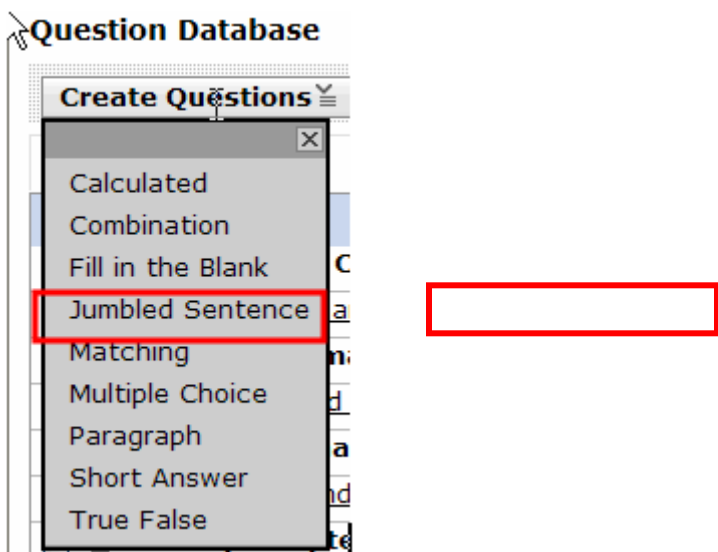 Question Database
Create Questions
Calculated
Combination
Fill in the Blank
Jumbled Sentence
Matching
Multiple Choice
Paragraph
Short Answer
True False